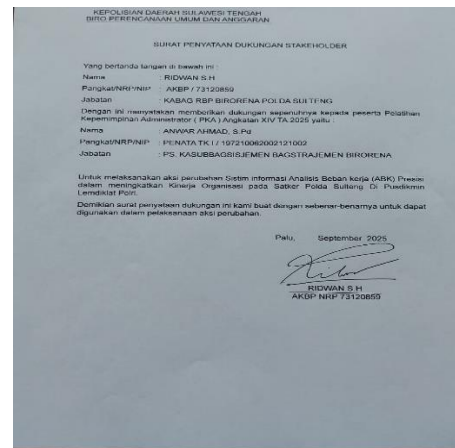 KEPOLISIAN DAERAH SULAWESI TENGAH
BIRO PERENCANAAN UMUM DAN ANGGARAN
SURAT PENYATAAN DUKUNGAN STAKEHOLDER
Yang bertanda tangan di bawah ini :
Nama : RIDWAN S.H
Pangkat/NRP/NIP : AKBP / 73120859
Jabatan : KABAG RBP BIRORENA POLDA SULTENG
Dengan ini menyatakan memberikan dukungan sepenuhnya kepada peserta Pelatihan
Kepemimpinan Administrator ( PKA ) Angkatan XIV TA.2025 yaitu :
Nama : ANWAR AHMAD, S.Pd
Pangkat/NRP/NIP : PENATA TK.I / 197210082002121002
Jabatan : PS. KASUBBAGSISJEMEN BAGSTRAJEMEN BIRORENA
Untuk melaksanakan aksi perubahan Sistim informasi Analisis Beban kerja (ABK) Presisi
dalam meningkatkan Kinerja Organisasi pada Satker Polda Sulteng Di Pusdikmin
Lemdiklat Polri.
Demikian surat penyataan dukungan ini kami buat dengan sebenar-benarnya untuk dapat
digunakan dalam pelaksanaan aksi perubahan.
Palu, September 2025
RIDWAN S.H
AKBP NRP 73120859